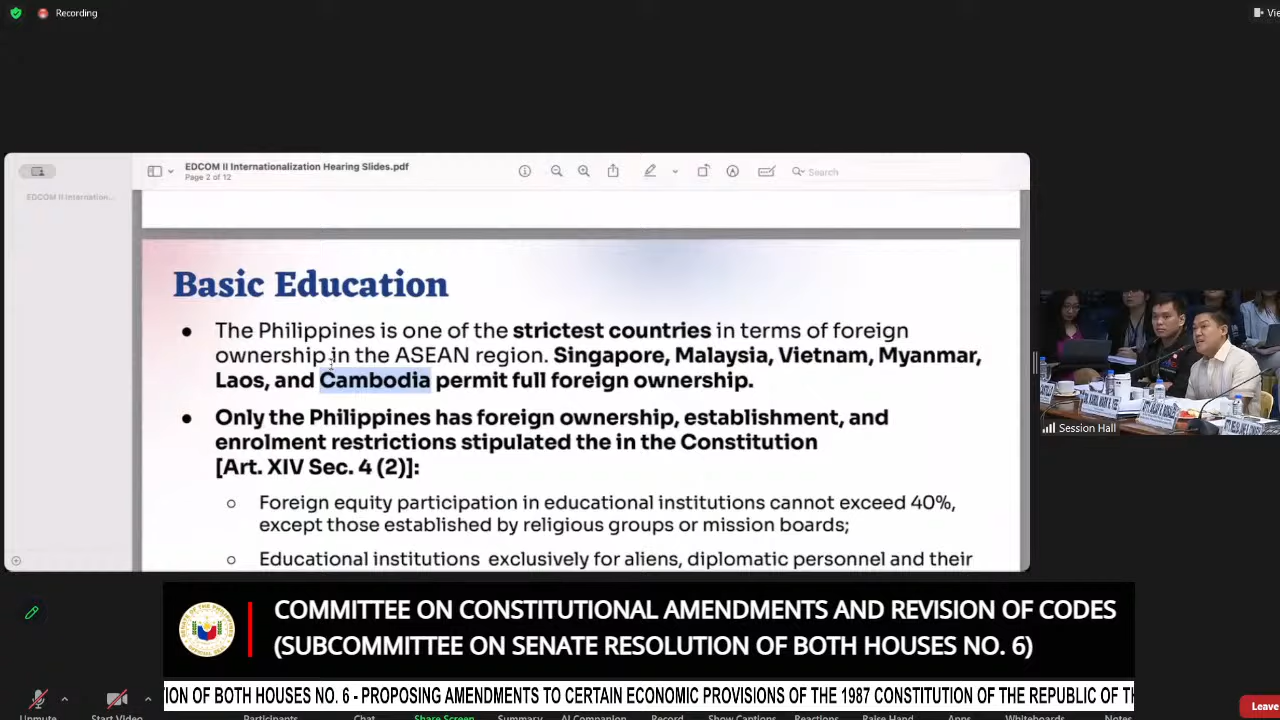 Recording
Vie
EDCOM II Internationalization Hearing Slides.pdf
Page 2 of 12
Search
EDCOM II Internation...
Basic Education
● The Philippines is one of the strictest countries in terms of foreign
ownership in the ASEAN region. Singapore, Malaysia, Vietnam, Myanmar,
Laos, and Cambodia permit full foreign ownership.
● Only the Philippines has foreign ownership, establishment, and
enrolment restrictions stipulated the in the Constitution
[Art. XIV Sec. 4 (2)]:
○ Foreign equity participation in educational institutions cannot exceed 40%,
except those established by religious groups or mission boards;
○ Educational institutions exclusively for aliens, diplomatic personnel and their
Session Hall
COMMITTEE ON CONSTITUTIONAL AMENDMENTS AND REVISION OF CODES
(SUBCOMMITTEE ON SENATE RESOLUTION OF BOTH HOUSES NO. 6)
ION OF BOTH HOUSES NO. 6 - PROPOSING AMENDMENTS TO CERTAIN ECONOMIC PROVISIONS OF THE 1987 CONSTITUTION OF THE REPUBLIC OF TH
Unmute
Start Video
Participants
Chat
Share Screen
Summary
AI Companion
Record
Show Captions
Reactions
Raise Hand
Apps
Whiteboards
Notes
Leave